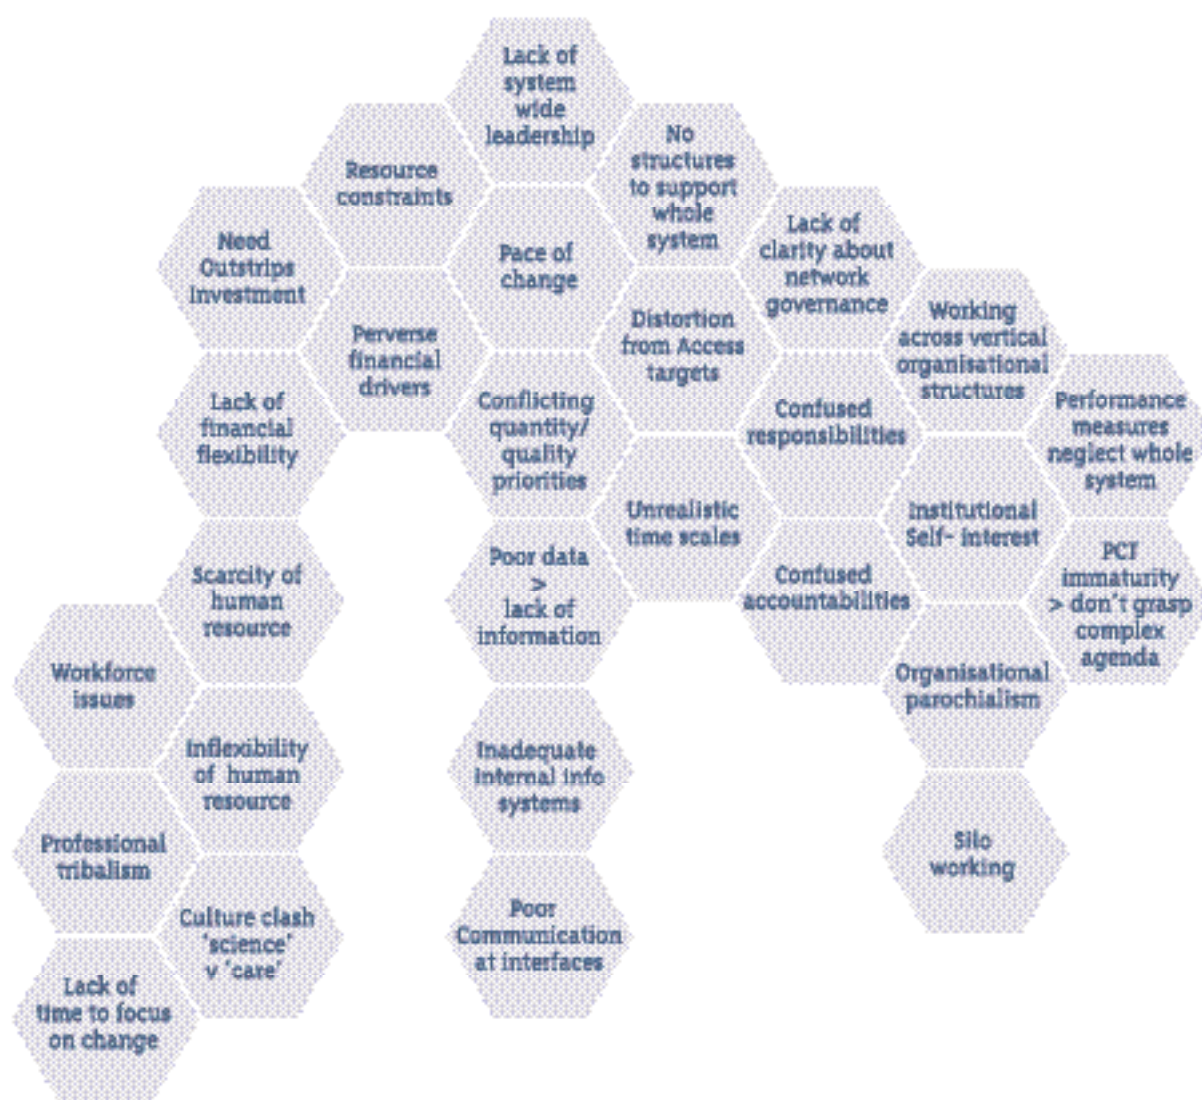 Lack of
system
wide
leadership
Resource
constraints
No
structures
to support
whole
system
Need
Outstrips
Investment
Pace of
change
Lack of
clarity about
network
governance
Perverse
financial
drivers
Distortion
from Access
targets
Working
across vertical
organisational
structures
Lack of
financial
flexibility
Conflicting
quantity/
quality
priorities
Confused
responsibilities
Performance
measures
neglect whole
system
Unrealistic
time scales
Institutional
Self- interest
Scarcity of
human
resource
Poor data
>
lack of
information
Confused
accountabilities
PCT
immaturity
> don't grasp
complex
agenda
Workforce
issues
Organisational
parochialism
Inflexibility
of human
resource
Inadequate
internal info
systems
Professional
tribalism
Silo
working
Culture clash
'science'
v 'care'
Poor
Communication
at interfaces
Lack of
time to focus
on change